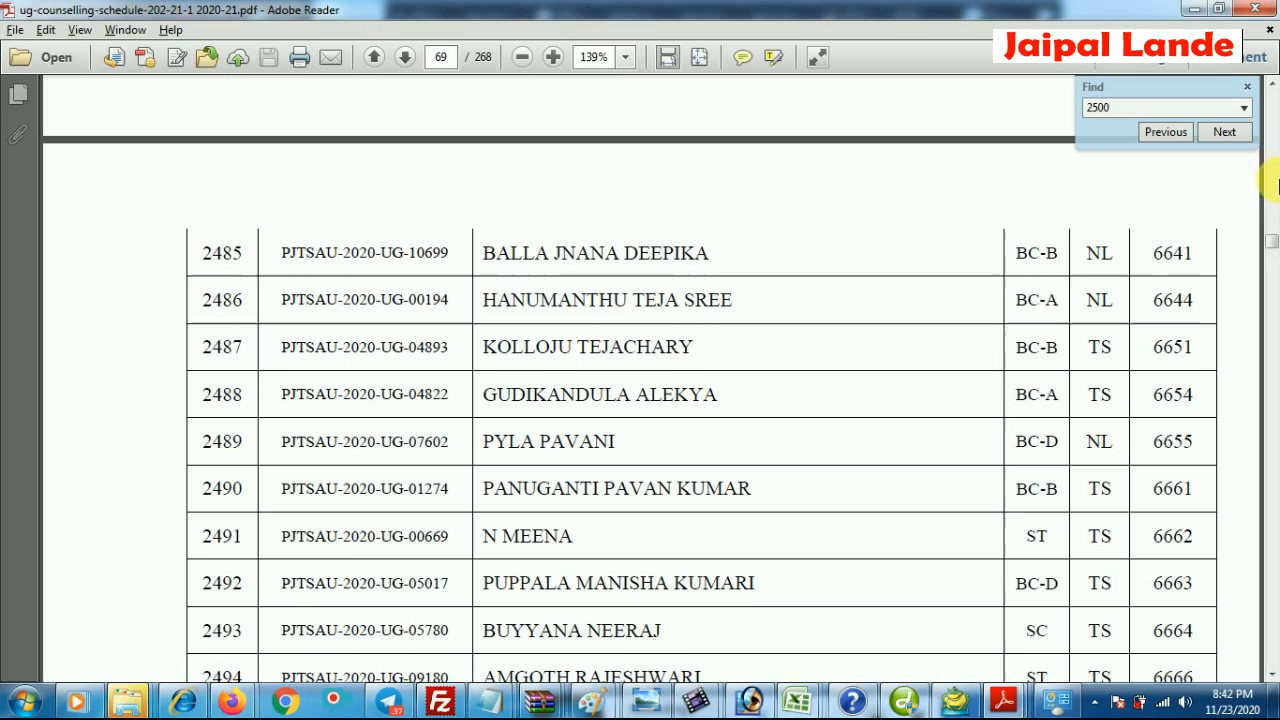 ug-counselling-schedule-202-21-1 2020-21.pdf - Adobe Reader
File Edit View Window Help
Open 69 / 268 139% ment
Jaipal Lande
Find
2500
Previous Next
2485 PJTSAU-2020-UG-10699 BALLA JNANA DEEPIKA BC-B NL 6641
2486 PJTSAU-2020-UG-00194 HANUMANTHU TEJA SREE BC-A NL 6644
2487 PJTSAU-2020-UG-04893 KOLLOJU TEJACHARY BC-B TS 6651
2488 PJTSAU-2020-UG-04822 GUDIKANDULA ALEKYA BC-A TS 6654
2489 PJTSAU-2020-UG-07602 PYLA PAVANI BC-D NL 6655
2490 PJTSAU-2020-UG-01274 PANUGANTI PAVAN KUMAR BC-B TS 6661
2491 PJTSAU-2020-UG-00669 N MEENA ST TS 6662
2492 PJTSAU-2020-UG-05017 PUPPALA MANISHA KUMARI BC-D TS 6663
2493 PJTSAU-2020-UG-05780 BUYYANA NEERAJ SC TS 6664
2494 PJTSAU-2020-UG-09180 AMGOTH RAJESHWARI ST TS 6666
37
8:42 PM
11/23/2020